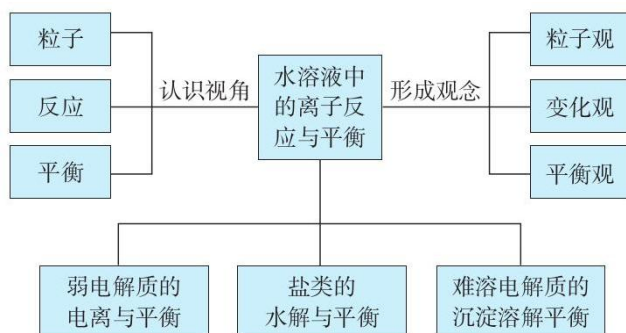 粒子
反应
平衡
认识视角
水溶液中
的离子反
应与平衡
形成观念
粒子观
变化观
平衡观
弱电解质的
电离与平衡
盐类的
水解与平衡
难溶电解质的
沉淀溶解平衡